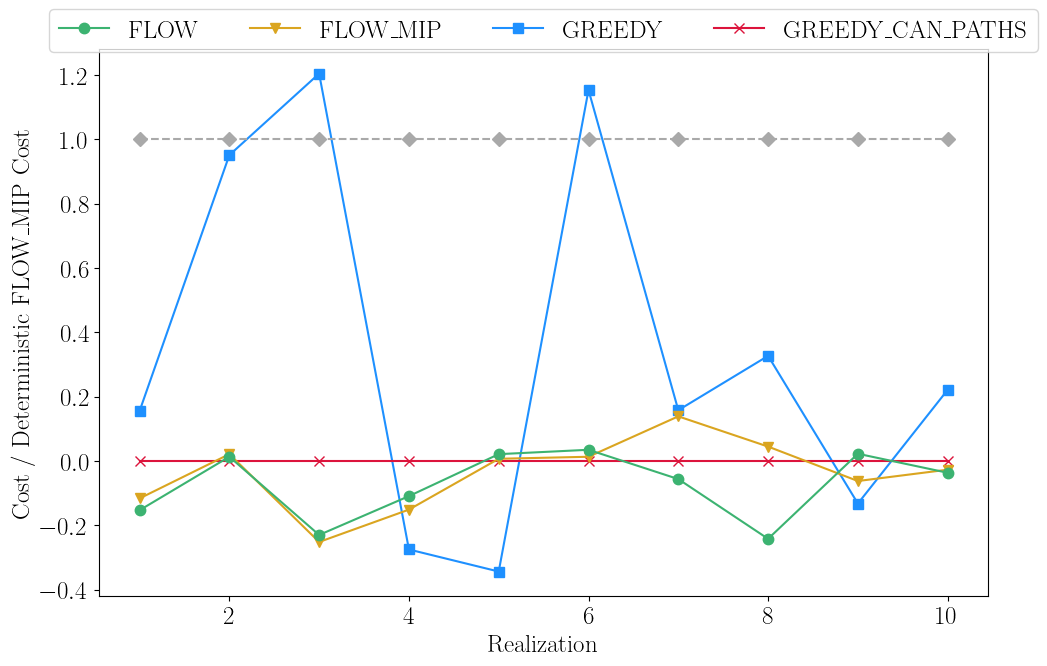 FLOW FLOW_MIP GREEDY GREEDY_CAN_PATHS
Cost / Deterministic FLOW_MIP Cost
1.2
1.0
0.8
0.6
0.4
0.2
0.0
−0.2
−0.4
2 4 6 8 10
Realization